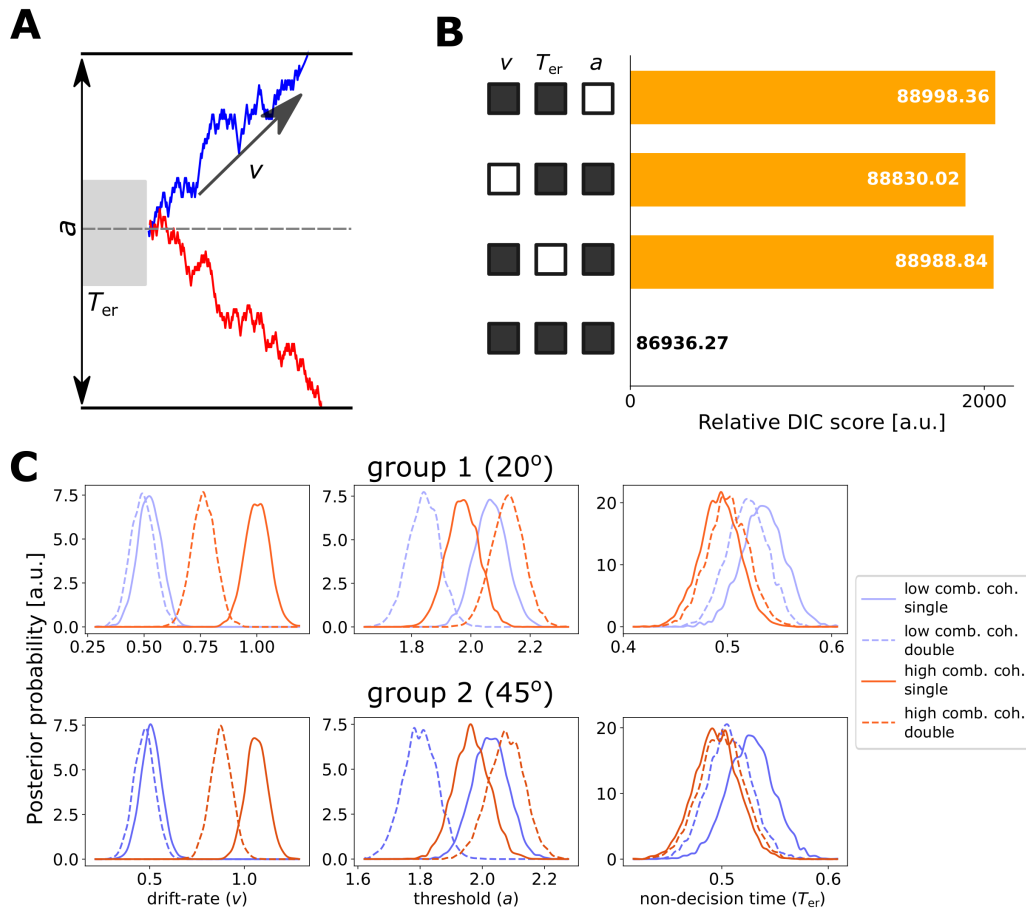 A
a
v
Ter
B
v Ter a
88998.36
88830.02
88988.84
86936.27
0 2000
Relative DIC score [a.u.]
C
group 1 (20°)
Posterior probability [a.u.]
7.5
5.0
2.5
0.0
0.25 0.50 0.75 1.00
7.5
5.0
2.5
0.0
1.8 2.0 2.2
20
10
0
0.4 0.5 0.6
group 2 (45°)
7.5
5.0
2.5
0.0
0.5 1.0
drift-rate (v)
7.5
5.0
2.5
0.0
1.6 1.8 2.0 2.2
threshold (a)
20
10
0
0.5 0.6
non-decision time (Ter)
low comb. coh.
single
low comb. coh.
double
high comb. coh.
single
high comb. coh.
double